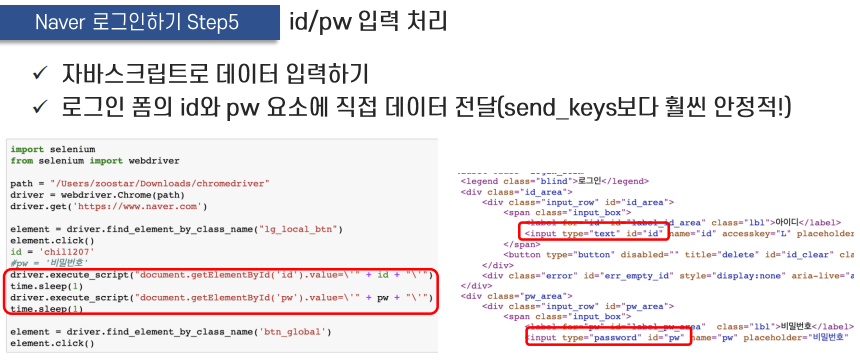 Naver 로그인하기 Step5
id/pw 입력 처리
✓ 자바스크립트로 데이터 입력하기
✓ 로그인 폼의 id와 pw 요소에 직접 데이터 전달(send_keys보다 훨씬 안정적!)
import selenium
from selenium import webdriver
path = "/Users/zoostar/Downloads/chromedriver"
driver = webdriver.Chrome(path)
driver.get('https://www.naver.com')
element = driver.find_element_by_class_name("lg_local_btn")
element.click()
id = 'chill1207'
#pw = '비밀번호'
driver.execute_script("document.getElementById('id').value=\'" + id + "\'")
time.sleep(1)
driver.execute_script("document.getElementById('pw').value=\'" + pw + "\'")
time.sleep(1)
element = driver.find_element_by_class_name('btn_global')
element.click()
<legend class="blind">로그인</legend>
<div class="id_area">
<div class="input_row" id="id_area">
<span class="input_box">
<label for="id" id="label_id_area" class="lbl">아이디</label>
<input type="text" id="id" name="id" accesskey="L" placeholder
</span>
<button type="button" disabled="" title="delete" id="id_clear" cla
</div>
<div class="error" id="err_empty_id" style="display:none" aria-live="a
</div>
<div class="pw_area">
<div class="input_row" id="pw_area">
<span class="input_box">
<label for="pw" id="label_pw_area" class="lbl">비밀번호</label>
<input type="password" id="pw" name="pw" placeholder="비밀번호"